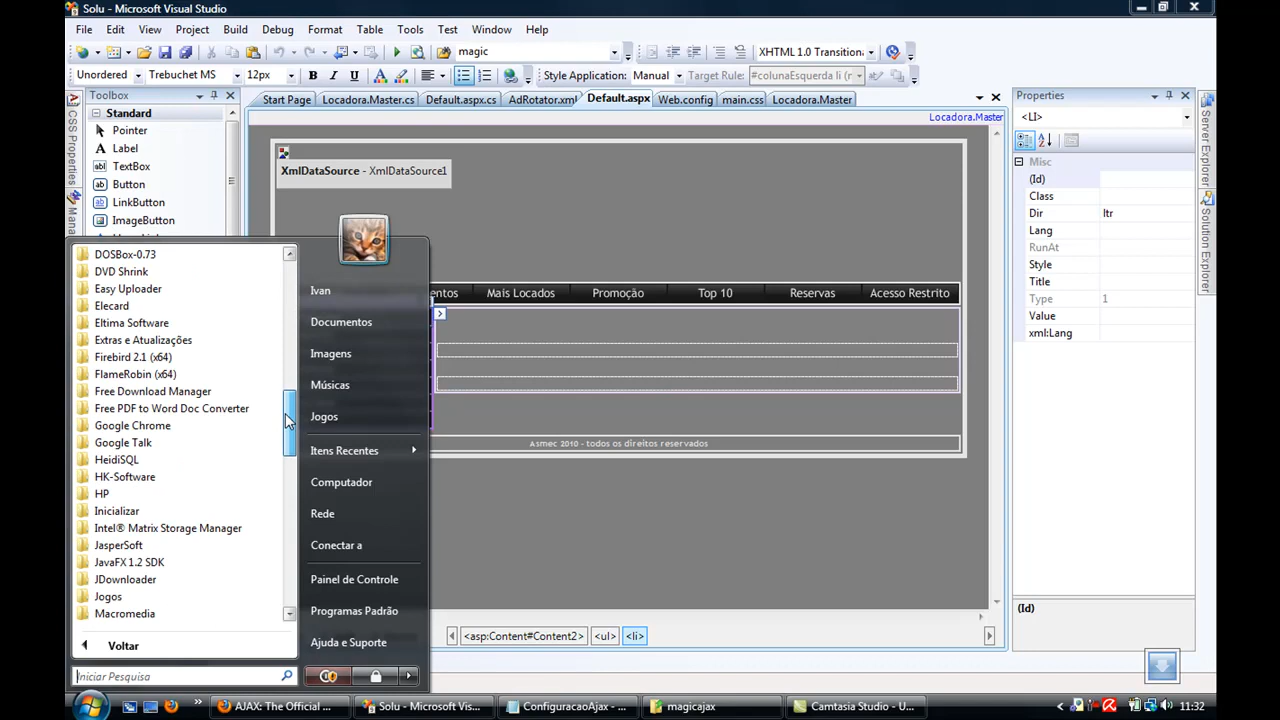 Solu - Microsoft Visual Studio
File Edit View Project Build Debug Format Table Tools Test Window Help
magic XHTML 1.0 Transition
Unordered Trebuchet MS 12px B I U Style Application: Manual Target Rule: #colunaEsquerda li (r
Toolbox
Start Page Locadora.Master.cs Default.aspx.cs AdRotator.xml Default.aspx Web.config main.css Locadora.Master
Properties
CSS Properties
Server Explorer
Solution Explorer
Locadora.Master
<LI>
Standard
Pointer
Label
TextBox
Button
LinkButton
ImageButton
XmlDataSource - XmlDataSource1
Misc
(Id)
Class
Dir ltr
Lang
RunAt
Style
Title
Type 1
Value
xml:Lang
(Id)
DOSBox-0.73
DVD Shrink
Easy Uploader
Elecard
Eltima Software
Extras e Atualizações
Firebird 2.1 (x64)
FlameRobin (x64)
Free Download Manager
Free PDF to Word Doc Converter
Google Chrome
Google Talk
HeidiSQL
HK-Software
HP
Inicializar
Intel® Matrix Storage Manager
JasperSoft
JavaFX 1.2 SDK
JDownloader
Jogos
Macromedia
Voltar
Iniciar Pesquisa
Ivan
Documentos
Imagens
Músicas
Jogos
Itens Recentes
Computador
Rede
Conectar a
Painel de Controle
Programas Padrão
Ajuda e Suporte
entos Mais Locados Promoção Top 10 Reservas Acesso Restrito
Asmec 2010 - todos os direitos reservados
<asp:Content#Content2> <ul> <li>
AJAX: The Official ... Solu - Microsoft Vis... ConfiguracaoAjax - ... magicajax Camtasia Studio - U... 11:32